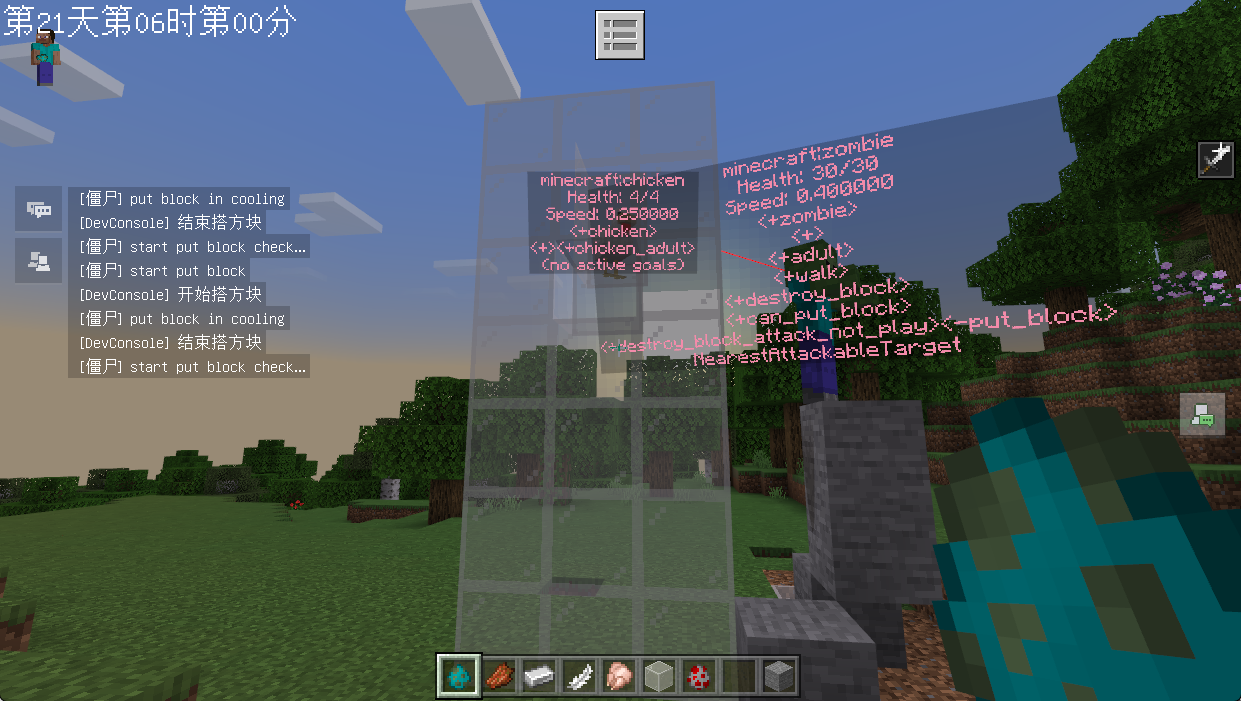 第21天第06时第00分
[僵尸] put block in cooling
[DevConsole] 结束搭方块
[僵尸] start put block check...
[僵尸] start put block
[DevConsole] 开始搭方块
[僵尸] put block in cooling
[DevConsole] 结束搭方块
[僵尸] start put block check...
minecraft:chicken
Health: 4/4
Speed: 0.250000
<+chicken>
<+><+chicken_adult>
(no active goals)
minecraft:zombie
Health: 30/30
Speed: 0.400000
<+zombie>
<+>
<+adult>
<+walk>
<+destroy_block>
<+can_put_block>
<+destroy_block_attack_not_play><-put_block>
NearestAttackableTarget